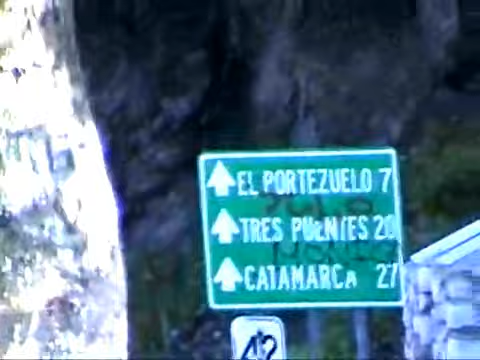 EL PORTEZUELO 7
TRES PUENTES 20
CATAMARCA 27
42